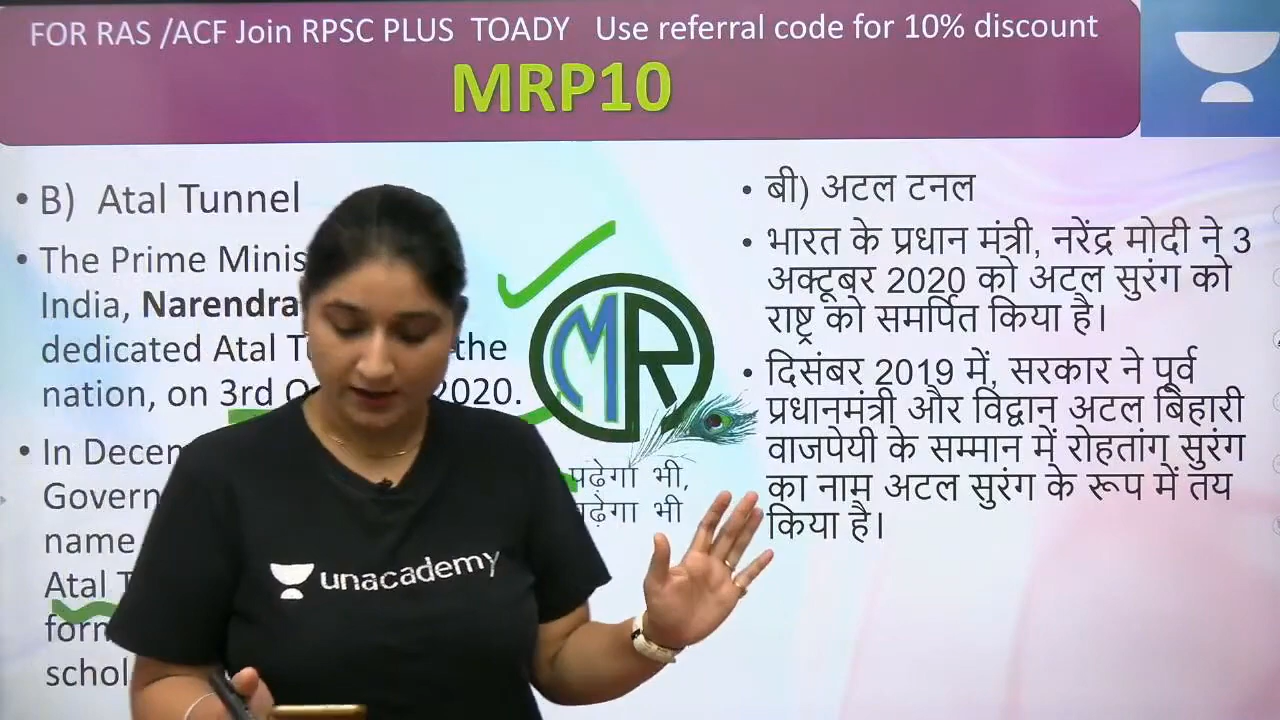 FOR RAS /ACF Join RPSC PLUS TOADY Use referral code for 10% discount
MRP10
• B) Atal Tunnel
• The Prime Minis
India, Narendra
dedicated Atal the
nation, on 3rd 2020.
• In Decem
Govern
name
Atal
form
schol
MR
पढ़ेगा भी,
बढ़ेगा भी
unacademy
• बी) अटल टनल
• भारत के प्रधान मंत्री, नरेंद्र मोदी ने 3
अक्टूबर 2020 को अटल सुरंग को
राष्ट्र को समर्पित किया है।
• दिसंबर 2019 में, सरकार ने पूर्व
प्रधानमंत्री और विद्वान अटल बिहारी
वाजपेयी के सम्मान में रोहतांग सुरंग
का नाम अटल सुरंग के रूप में तय
किया है।